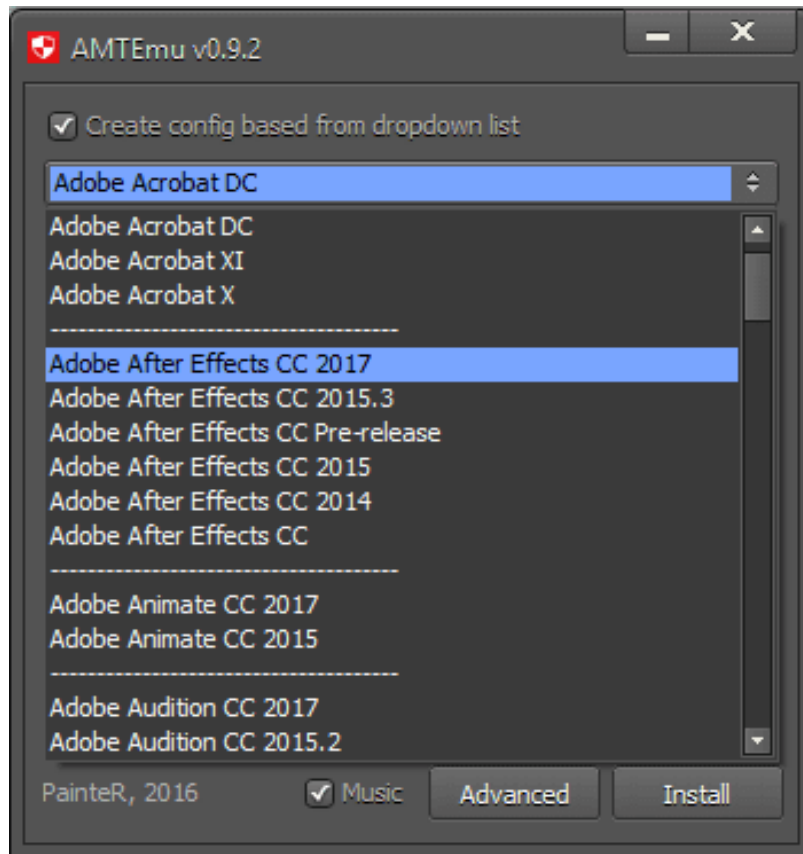 AMTEmu v0.9.2
Create config based from dropdown list
Adobe Acrobat DC
Adobe Acrobat DC
Adobe Acrobat XI
Adobe Acrobat X
-------------------------------------
Adobe After Effects CC 2017
Adobe After Effects CC 2015.3
Adobe After Effects CC Pre-release
Adobe After Effects CC 2015
Adobe After Effects CC 2014
Adobe After Effects CC
-------------------------------------
Adobe Animate CC 2017
Adobe Animate CC 2015
-------------------------------------
Adobe Audition CC 2017
Adobe Audition CC 2015.2
PainteR, 2016 Music Advanced Install